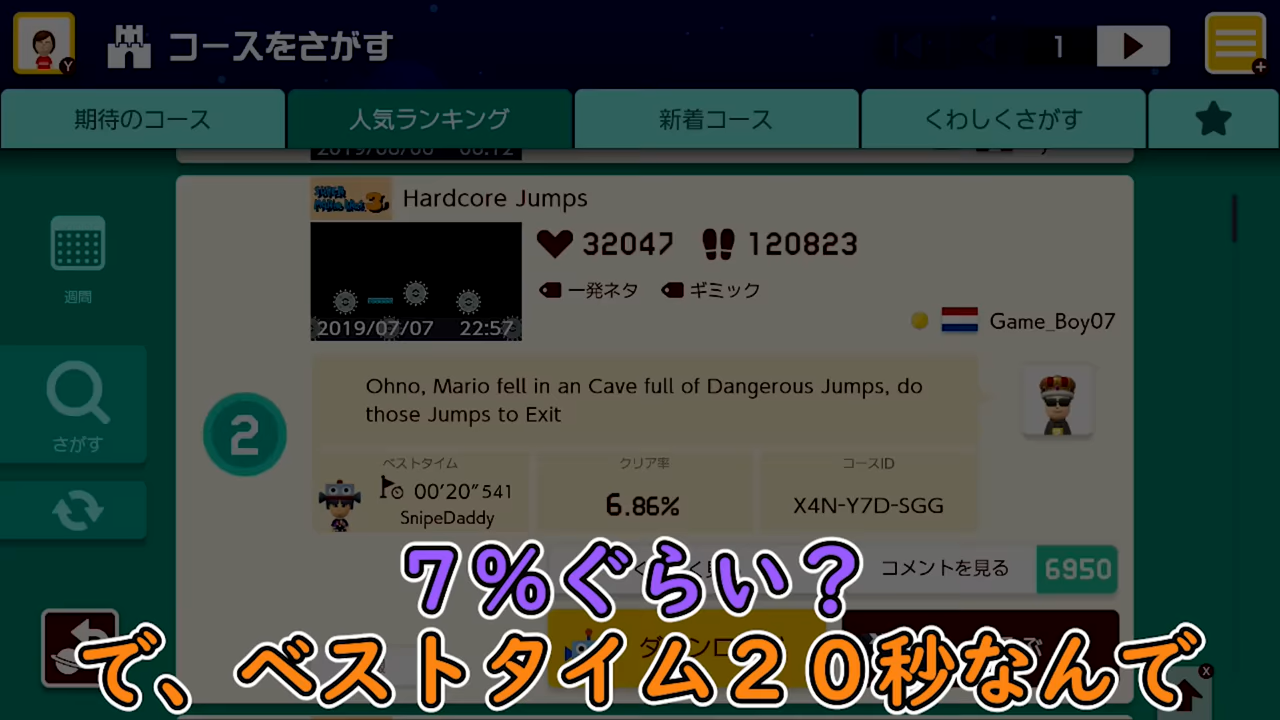 コースをさがす
1
期待のコース
人気ランキング
新着コース
くわしくさがす
週間
さがす
Hardcore Jumps
32047
120823
一発ネタ
ギミック
2019/07/07 22:57
Game_Boy07
Ohno, Mario fell in an Cave full of Dangerous Jumps, do
those Jumps to Exit
2
ベストタイム
00'20"541
SnipeDaddy
クリア率
6.86%
コースID
X4N-Y7D-SGG
コメントを見る
6950
7%ぐらい?
で、ベストタイム20秒なんで